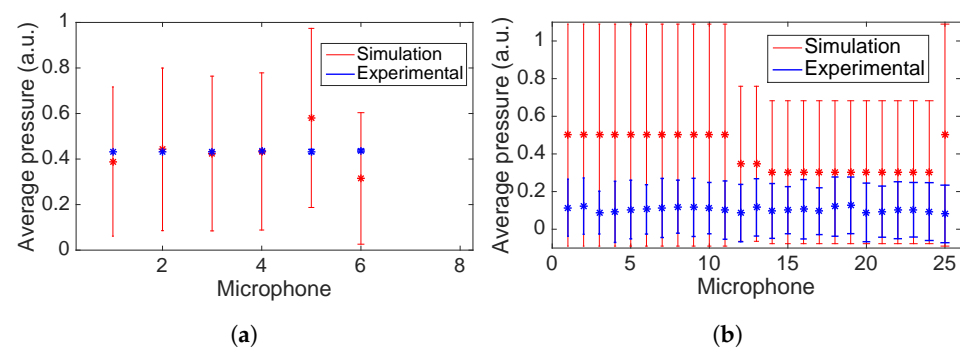 1
0.8
0.6
0.4
0.2
0
2
4
6
8
Average pressure (a.u.)
Microphone
Simulation
Experimental
(a)
1
0.8
0.6
0.4
0.2
0
0
5
10
15
20
25
Average pressure (a.u.)
Microphone
Simulation
Experimental
(b)